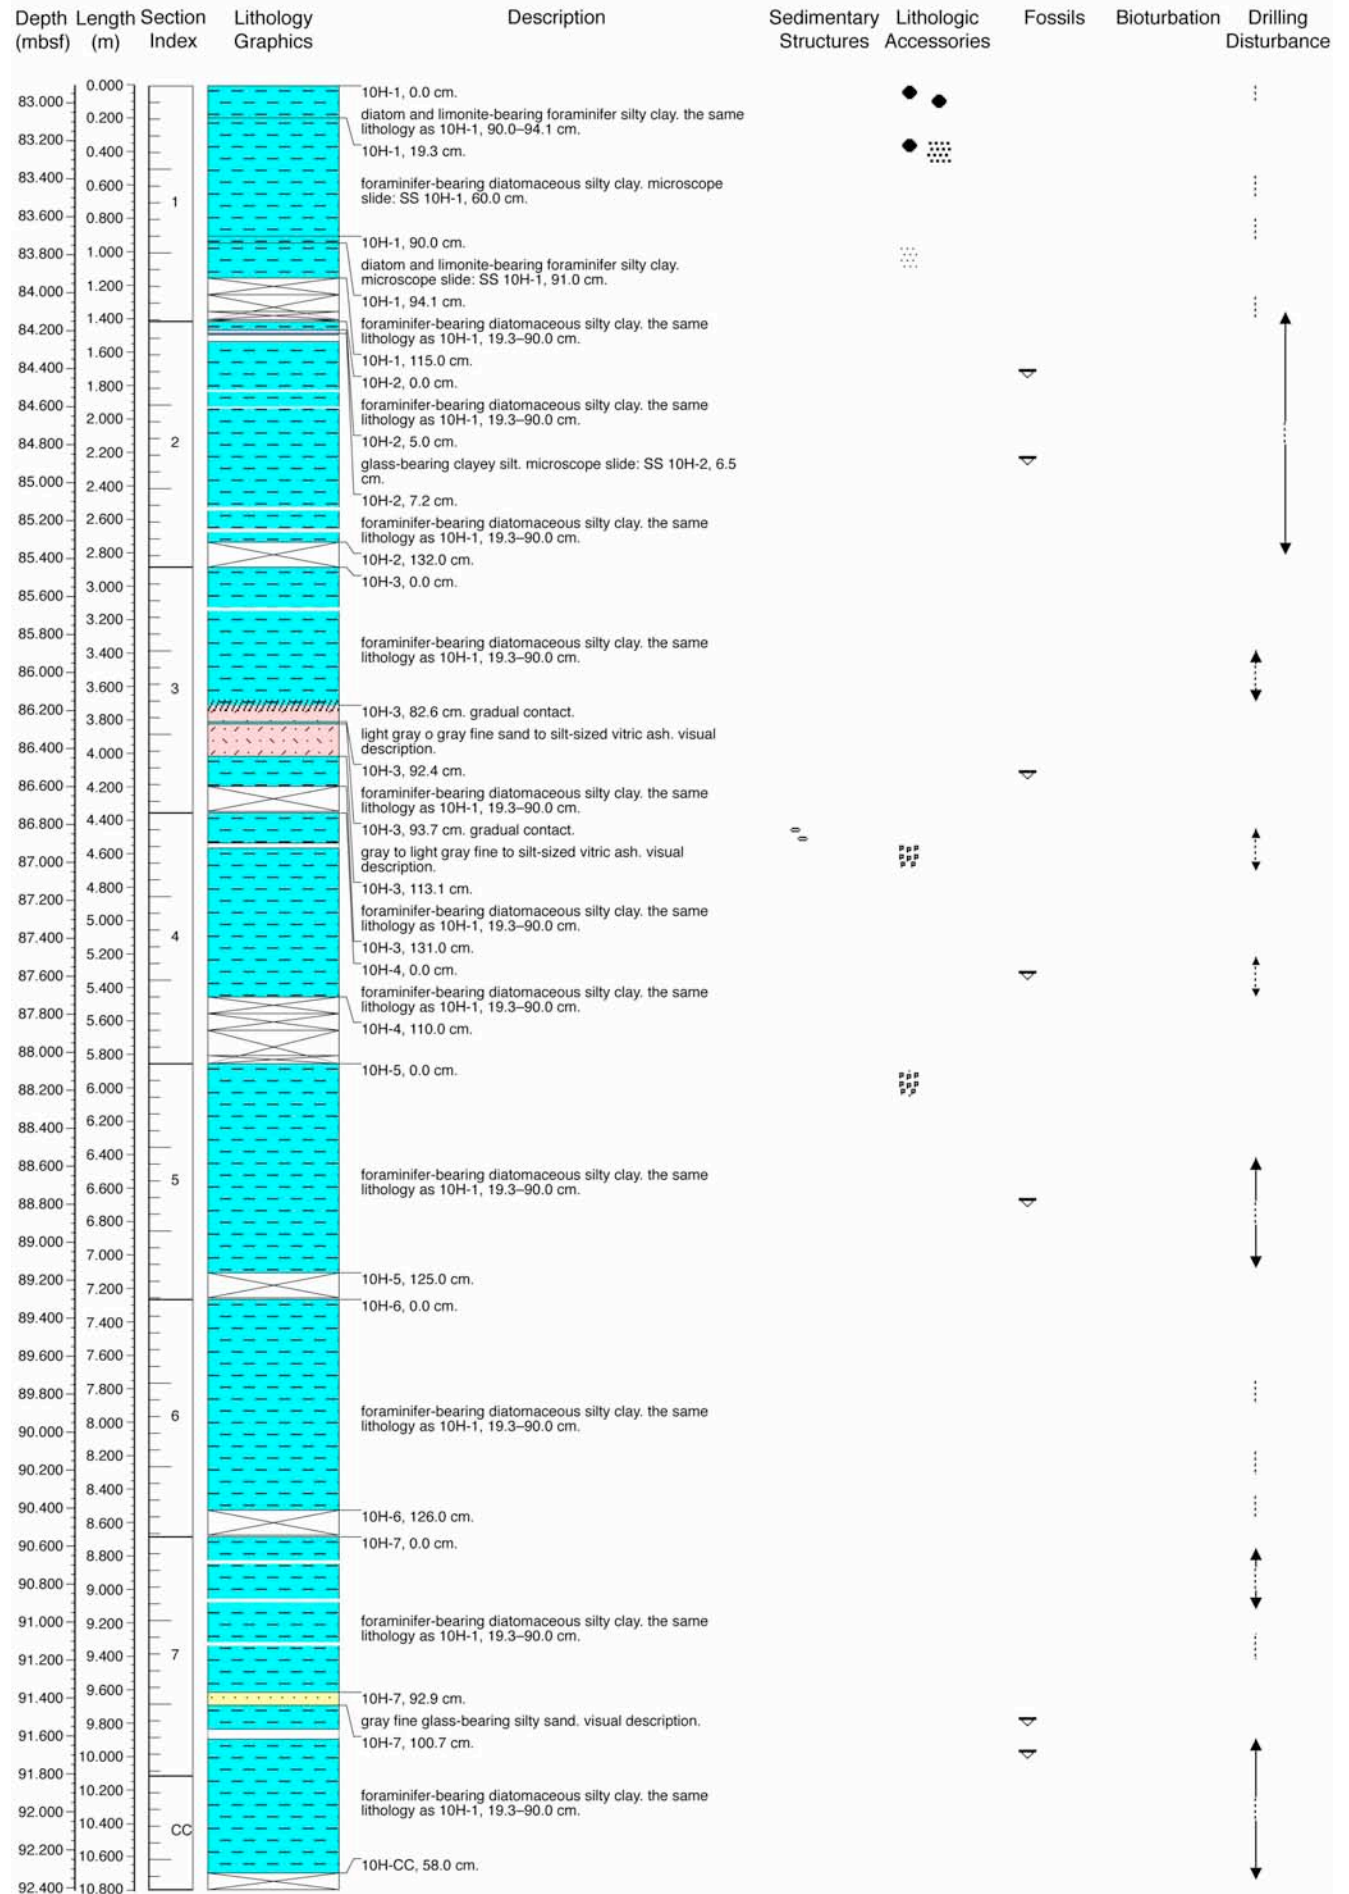 Depth Length Section Lithology Description Sedimentary Lithologic Fossils Bioturbation Drilling
(mbsf) (m) Index Graphics Structures Accessories Disturbance
0.000
10H-1, 0.0 cm.
83.000
diatom and limonite-bearing foraminifer silty clay. the same
0.200
lithology as 10H-1, 90.0–94.1 cm.
83.200
0.400
10H-1, 19.3 cm.
83.400
0.600
foraminifer-bearing diatomaceous silty clay. microscope
slide: SS 10H-1, 60.0 cm.
1
83.600
0.800
10H-1, 90.0 cm.
83.800
1.000
diatom and limonite-bearing foraminifer silty clay.
microscope slide: SS 10H-1, 91.0 cm.
84.000
1.200
10H-1, 94.1 cm.
1.400
foraminifer-bearing diatomaceous silty clay. the same
84.200
lithology as 10H-1, 19.3–90.0 cm.
1.600
10H-1, 115.0 cm.
84.400
1.800
10H-2, 0.0 cm.
84.600
foraminifer-bearing diatomaceous silty clay. the same
2.000
lithology as 10H-1, 19.3–90.0 cm.
84.800
2
10H-2, 5.0 cm.
2.200
glass-bearing clayey silt. microscope slide: SS 10H-2, 6.5
cm.
85.000
2.400
10H-2, 7.2 cm.
85.200
2.600
foraminifer-bearing diatomaceous silty clay. the same
lithology as 10H-1, 19.3–90.0 cm.
85.400
2.800
10H-2, 132.0 cm.
3.000
10H-3, 0.0 cm.
85.600
3.200
85.800
3.400
foraminifer-bearing diatomaceous silty clay. the same
lithology as 10H-1, 19.3–90.0 cm.
86.000
3.600
3
86.200
3.800
10H-3, 82.6 cm. gradual contact.
light gray o gray fine sand to silt-sized vitric ash. visual
description.
86.400
4.000
10H-3, 92.4 cm.
86.600
4.200
foraminifer-bearing diatomaceous silty clay. the same
lithology as 10H-1, 19.3–90.0 cm.
86.800
4.400
10H-3, 93.7 cm. gradual contact.
87.000
4.600
gray to light gray fine to silt-sized vitric ash. visual
description.
4.800
10H-3, 113.1 cm.
87.200
5.000
foraminifer-bearing diatomaceous silty clay. the same
lithology as 10H-1, 19.3–90.0 cm.
87.400
4
5.200
10H-3, 131.0 cm.
87.600
10H-4, 0.0 cm.
5.400
foraminifer-bearing diatomaceous silty clay. the same
lithology as 10H-1, 19.3–90.0 cm.
87.800
5.600
10H-4, 110.0 cm.
88.000
5.800
10H-5, 0.0 cm.
88.200
6.000
88.400
6.200
88.600
6.400
foraminifer-bearing diatomaceous silty clay. the same
lithology as 10H-1, 19.3–90.0 cm.
5
6.600
88.800
6.800
89.000
7.000
89.200
10H-5, 125.0 cm.
7.200
10H-6, 0.0 cm.
89.400
7.400
89.600
7.600
89.800
7.800
foraminifer-bearing diatomaceous silty clay. the same
lithology as 10H-1, 19.3–90.0 cm.
6
90.000
8.000
90.200
8.200
90.400
8.400
10H-6, 126.0 cm.
8.600
90.600
10H-7, 0.0 cm.
8.800
90.800
9.000
91.000
9.200
foraminifer-bearing diatomaceous silty clay. the same
lithology as 10H-1, 19.3–90.0 cm.
91.200
9.400
7
91.400
9.600
10H-7, 92.9 cm.
9.800
gray fine glass-bearing silty sand. visual description.
91.600
10.000
10H-7, 100.7 cm.
91.800
10.200
foraminifer-bearing diatomaceous silty clay. the same
lithology as 10H-1, 19.3–90.0 cm.
92.000
10.400
CC
92.200
10.600
10H-CC, 58.0 cm.
92.400
10.800